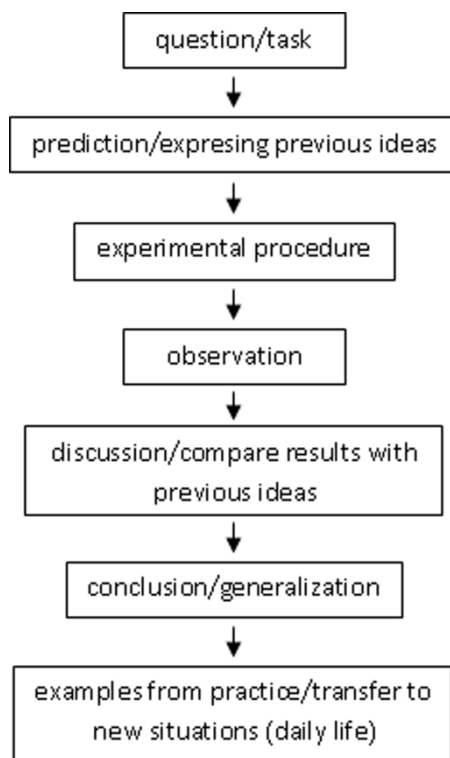 question/task
prediction/expresing previous ideas
experimental procedure
observation
discussion/compare results with
previous ideas
conclusion/generalization
examples from practice/transfer to
new situations (daily life)